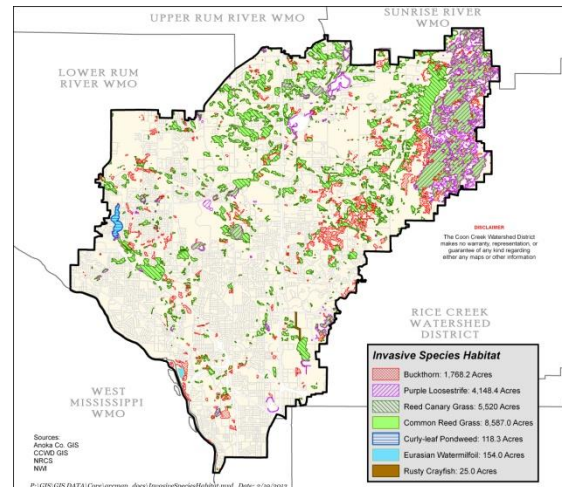 UPPER RUM RIVER WMO
SUNRISE RIVER
WMO
LOWER RUM
RIVER WMO
DISCLAIMER
The Coon Creek Watershed District
makes no warranty, representation, or
guarantee of any kind regarding
either any maps or other information
RICE CREEK
WATERSHED
DISTRICT
WEST
MISSISSIPPI
WMO
Invasive Species Habitat
Buckthorn: 1,768.2 Acres
Purple Loosestrife: 4,148.4 Acres
Reed Canary Grass: 5,520 Acres
Common Reed Grass: 8,587.0 Acres
Curly-leaf Pondweed: 118.3 Acres
Eurasian Watermilfoil: 154.0 Acres
Rusty Crayfish: 25.0 Acres
Sources:
Anoka Co. GIS
CCWD GIS
NRCS
NWI